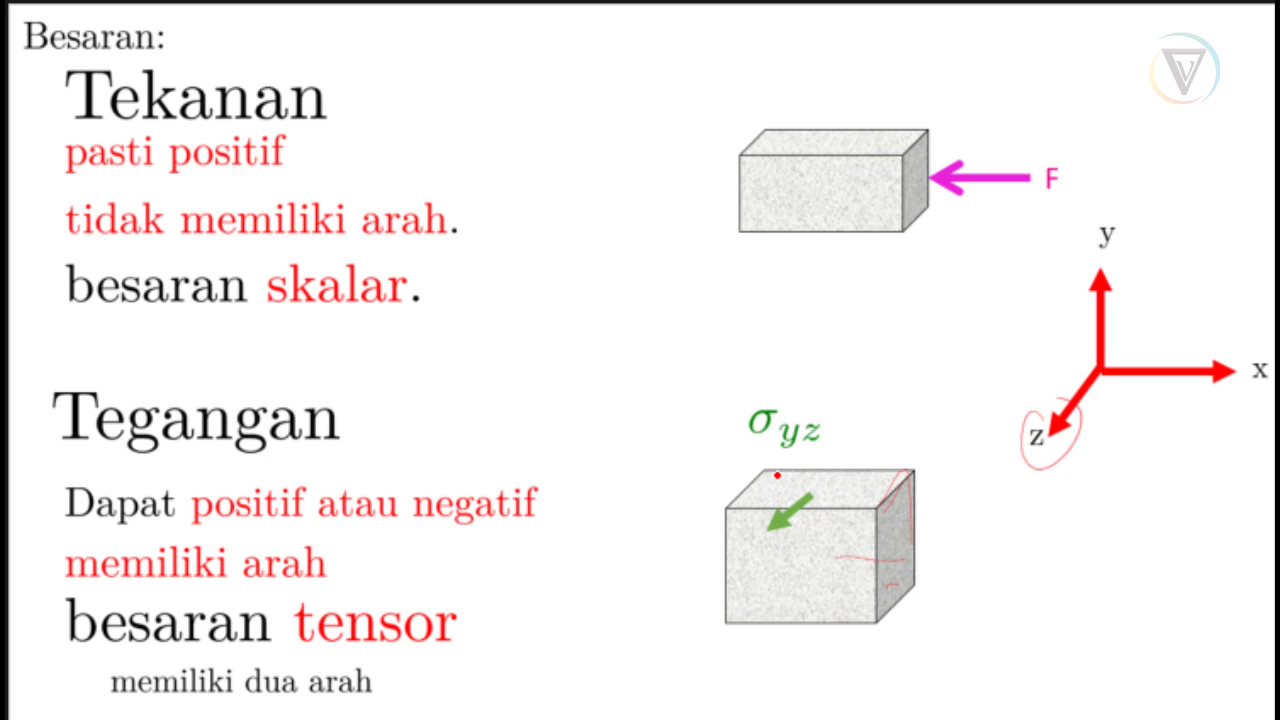 Besaran:
Tekanan
pasti positif
tidak memiliki arah.
besaran skalar.
F
y
x
z
Tegangan
σyz
Dapat positif atau negatif
memiliki arah
besaran tensor
memiliki dua arah